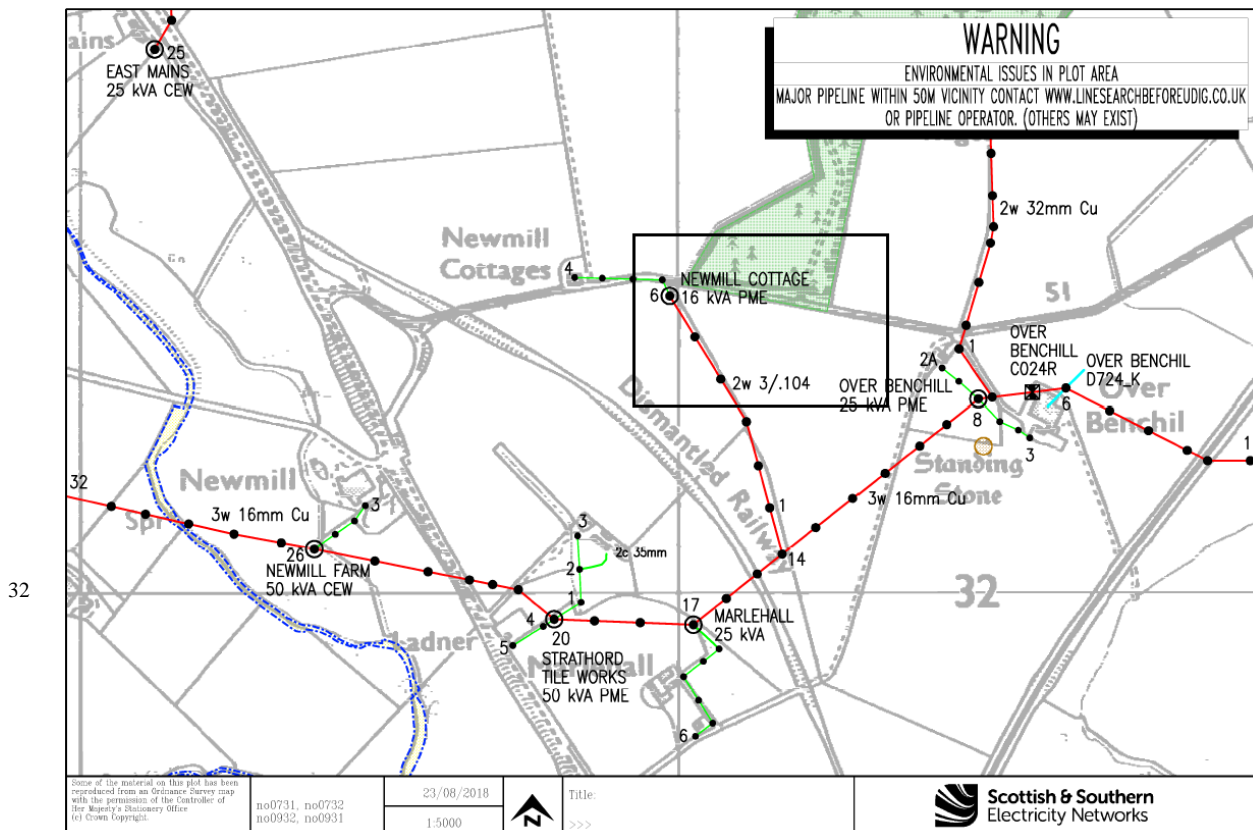 WARNING
ENVIRONMENTAL ISSUES IN PLOT AREA
MAJOR PIPELINE WITHIN 50M VICINITY CONTACT WWW.LINESEARCHBEFOREUDIG.CO.UK
OR PIPELINE OPERATOR. (OTHERS MAY EXIST)
ains
25
EAST MAINS
25 kVA CEW
2w 32mm Cu
Newmill
Cottages
4
NEWMILL COTTAGE
6
16 kVA PME
51
1
OVER
BENCHILL
C024R
2A
OVER BENCHIL
D724_K
2w 3/.104
OVER BENCHILL
25 kVA PME
8
6
Over
Benchil
3
1
Dismantled Railway
Standing
Stone
Newmill
32
3
3w 16mm Cu
Spr
3w 16mm Cu
1
26
NEWMILL FARM
50 kVA CEW
3
2c 35mm
2
14
32
1
17
32
MARLEHALL
25 kVA
4
20
5
Ladner
STRATHORD
TILE WORKS
50 kVA PME
Marlehall
6
Some of the material on this plot has been
reproduced from an Ordnance Survey map
with the permission of the Controller of
Her Majesty's Stationery Office
(c) Crown Copyright.
no0731, no0732
no0932, no0931
23/08/2018
1:5000
N
Title:
>>>
Scottish & Southern
Electricity Networks